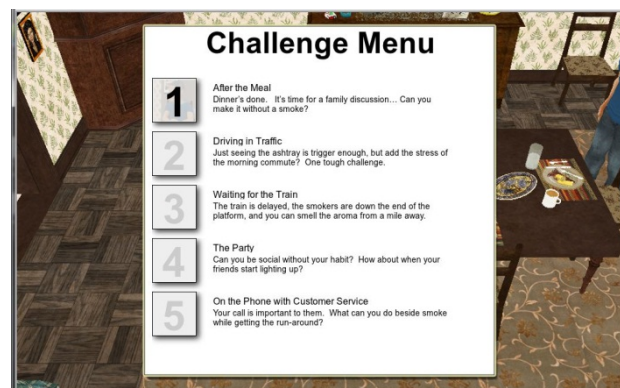 Challenge Menu
1
After the Meal
Dinner's done. It's time for a family discussion... Can you
make it without a smoke?
2
Driving in Traffic
Just seeing the ashtray is trigger enough, but add the stress of
the morning commute? One tough challenge.
3
Waiting for the Train
The train is delayed, the smokers are down the end of the
platform, and you can smell the aroma from a mile away.
4
The Party
Can you be social without your habit? How about when your
friends start lighting up?
5
On the Phone with Customer Service
Your call is important to them. What can you do beside smoke
while getting the run-around?